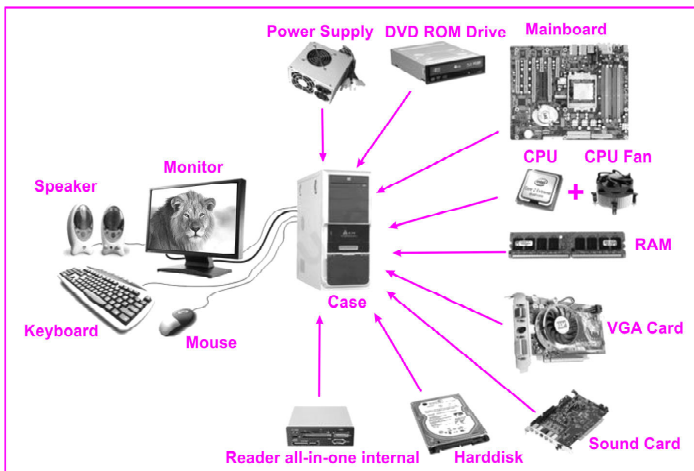 Power Supply
DVD ROM Drive
Mainboard
CPU
CPU Fan
+
Monitor
Speaker
RAM
Case
Keyboard
Mouse
VGA Card
Sound Card
Reader all-in-one internal
Harddisk